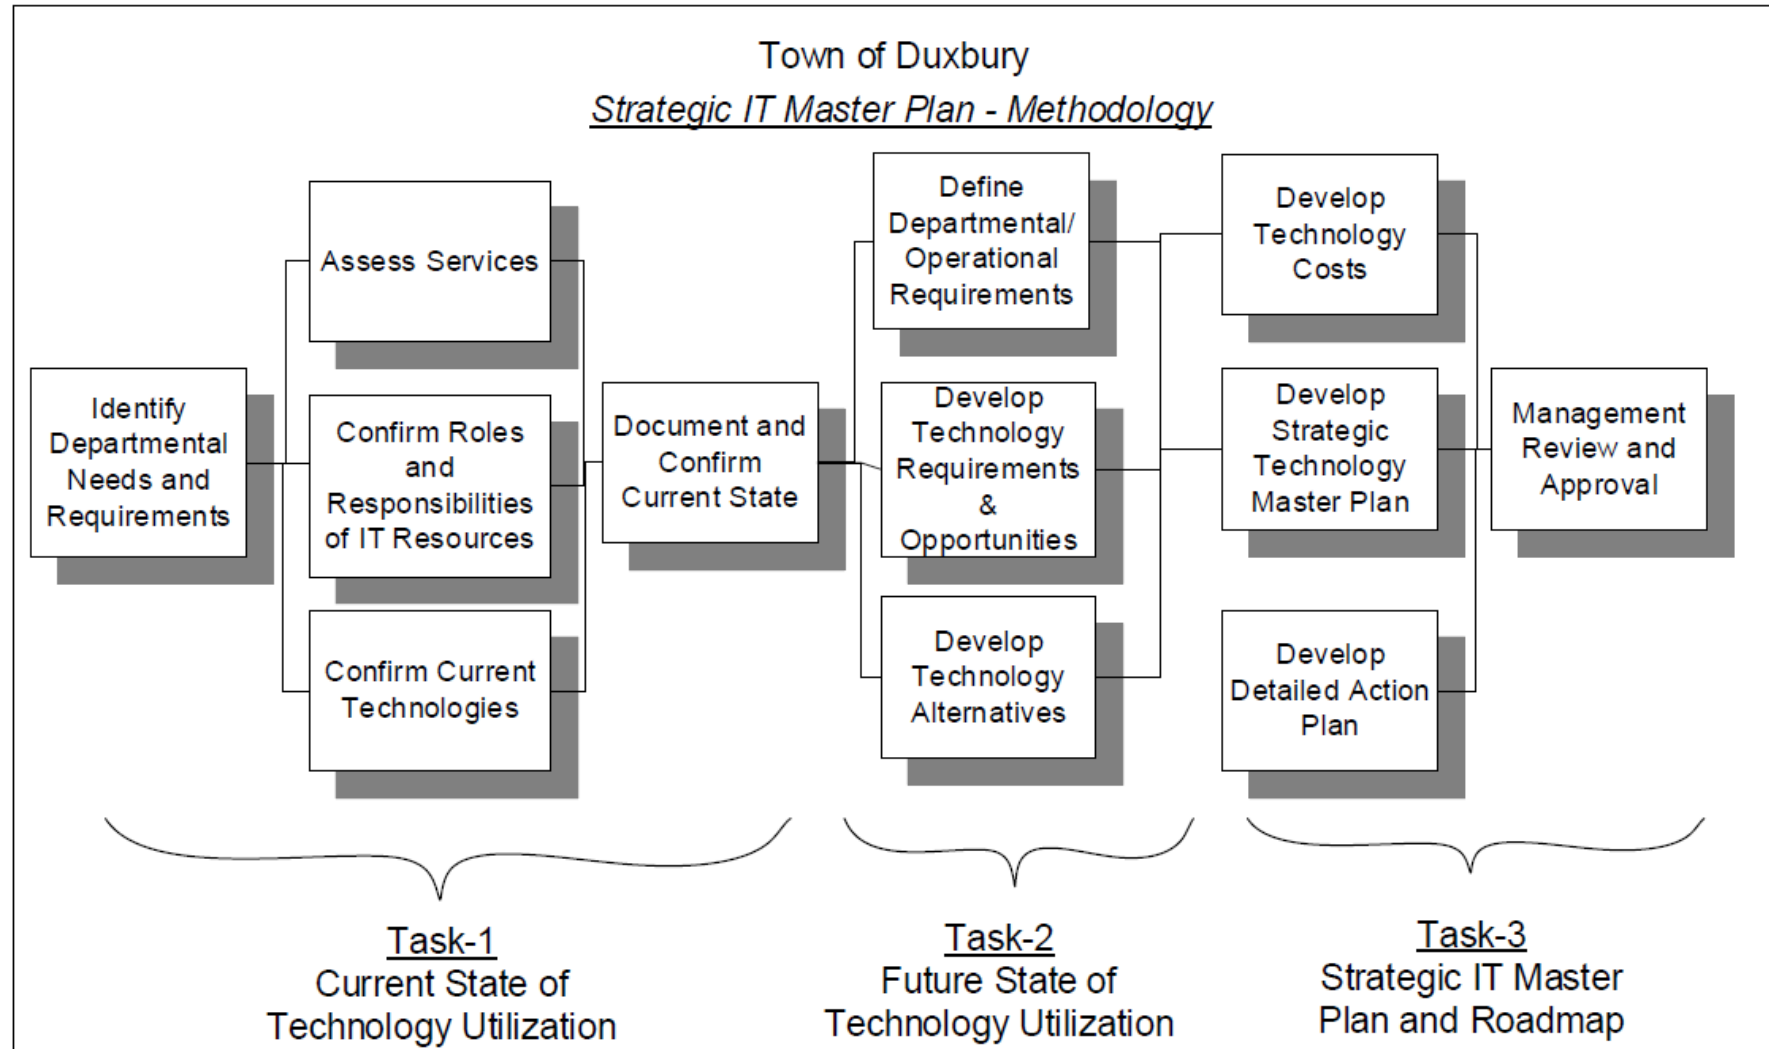 Town of Duxbury
Strategic IT Master Plan - Methodology
Identify
Departmental
Needs and
Requirements
Assess Services
Confirm Roles
and
Responsibilities
of IT Resources
Confirm Current
Technologies
Document and
Confirm
Current State
Define
Departmental/
Operational
Requirements
Develop
Technology
Requirements
&
Opportunities
Develop
Technology
Alternatives
Develop
Technology
Costs
Develop
Strategic
Technology
Master Plan
Develop
Detailed Action
Plan
Management
Review and
Approval
Task-1
Current State of
Technology Utilization
Task-2
Future State of
Technology Utilization
Task-3
Strategic IT Master
Plan and Roadmap